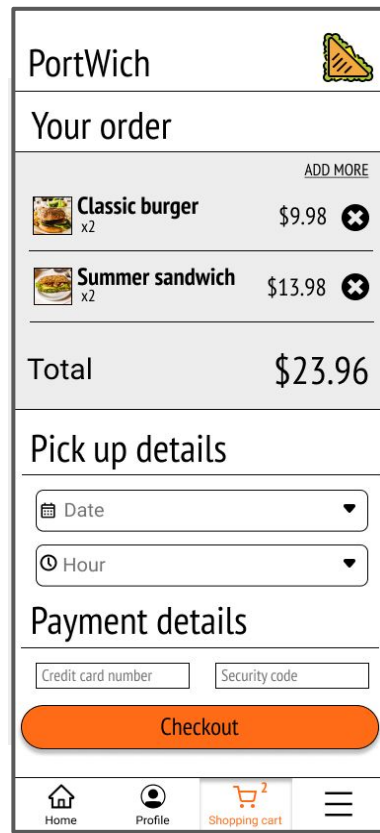 PortWich
Your order
ADD MORE
Classic burger
x2
$9.98
Summer sandwich
x2
$13.98
Total $23.96
Pick up details
Date
Hour
Payment details
Credit card number Security code
Checkout
2
Home Profile Shopping cart